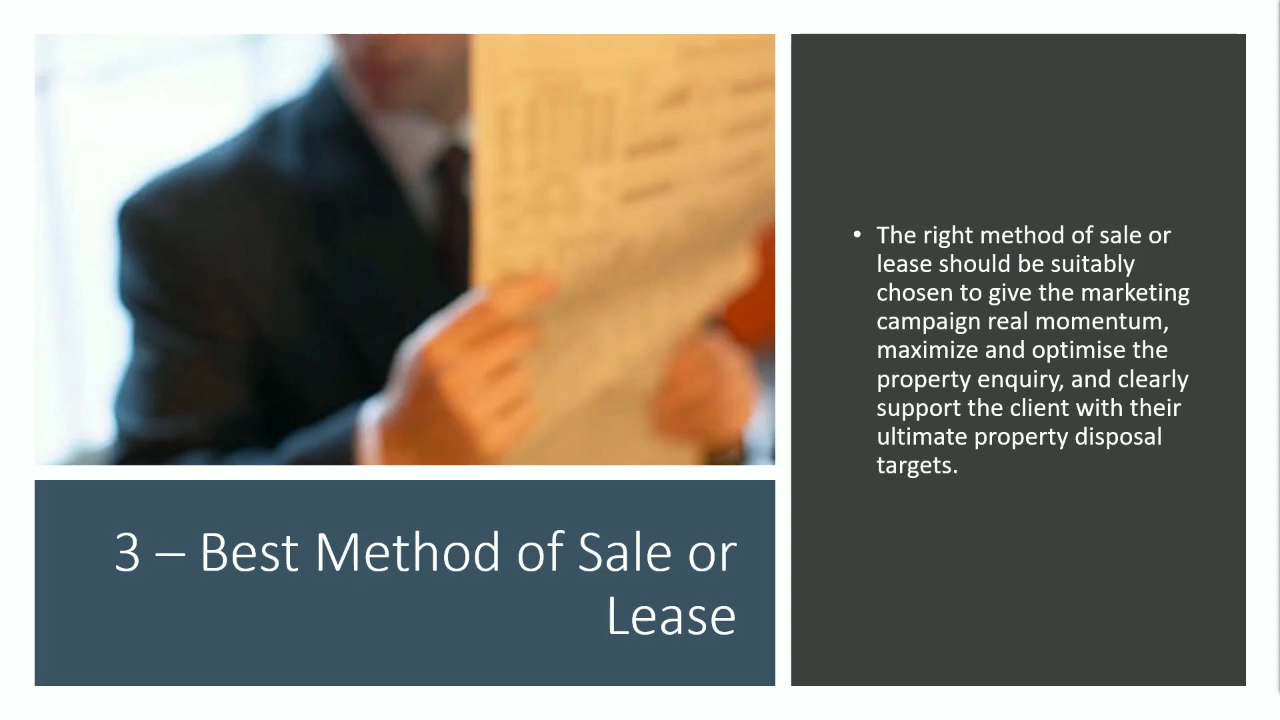 3 – Best Method of Sale or
Lease
• The right method of sale or
lease should be suitably
chosen to give the marketing
campaign real momentum,
maximize and optimise the
property enquiry, and clearly
support the client with their
ultimate property disposal
targets.